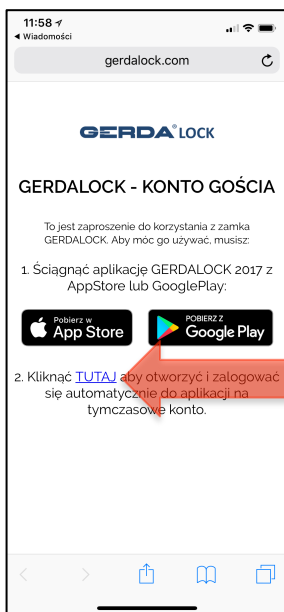 11:58
◀ Wiadomości
gerdalock.com
GERDA® LOCK
GERDALOCK - KONTO GOŚCIA
To jest zaproszenie do korzystania z zamka
GERDALOCK. Aby móc go używać, musisz:
1. Ściągnąć aplikację GERDALOCK 2017 z
AppStore lub GooglePlay:
Pobierz w
App Store
POBIERZ Z
Google Play
2. Kliknąć TUTAJ aby otworzyć i zalogować
się automatycznie do aplikacji na
tymczasowe konto.